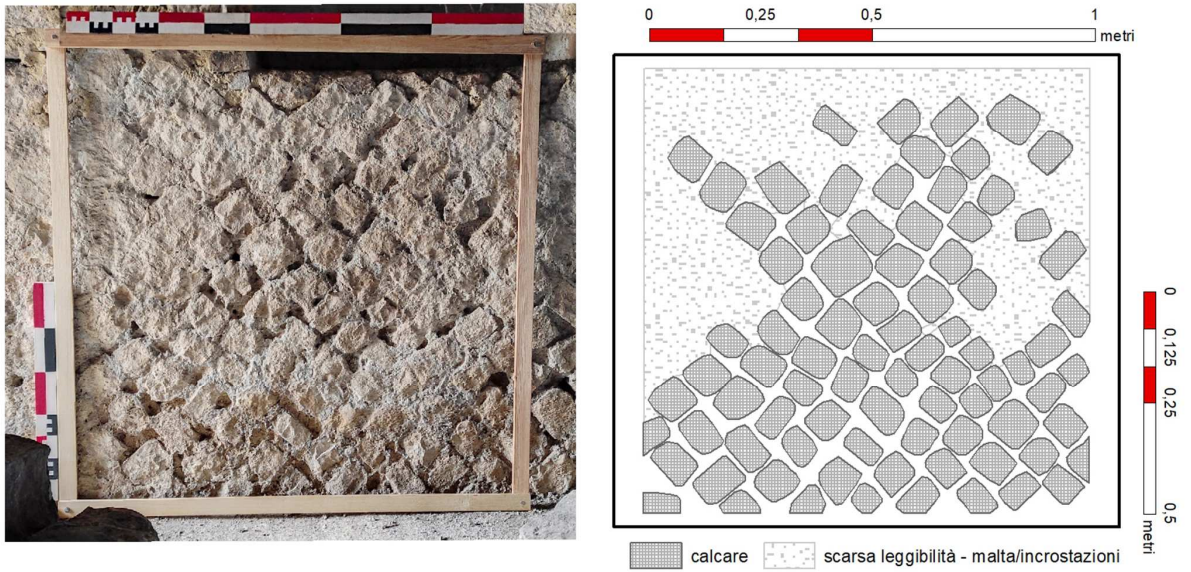 0 0,25 0,5 1
metri
0
0,125
0,25
0,5
metri
calcare scarsa leggibilità - malta/incrostazioni